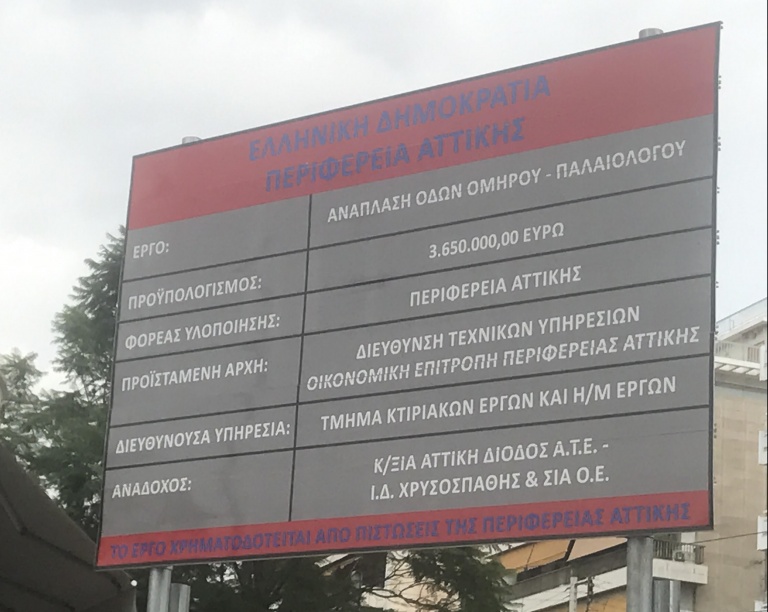 ΕΛΛΗΝΙΚΗ ΔΗΜΟΚΡΑΤΙΑ
ΠΕΡΙΦΕΡΕΙΑ ΑΤΤΙΚΗΣ
ΕΡΓΟ: ΑΝΑΠΛΑΣΗ ΟΔΩΝ ΟΜΗΡΟΥ - ΠΑΛΑΙΟΛΟΓΟΥ
ΠΡΟΫΠΟΛΟΓΙΣΜΟΣ: 3.650.000,00 ΕΥΡΩ
ΦΟΡΕΑΣ ΥΛΟΠΟΙΗΣΗΣ: ΠΕΡΙΦΕΡΕΙΑ ΑΤΤΙΚΗΣ
ΠΡΟΪΣΤΑΜΕΝΗ ΑΡΧΗ: ΔΙΕΥΘΥΝΣΗ ΤΕΧΝΙΚΩΝ ΥΠΗΡΕΣΙΩΝ
ΟΙΚΟΝΟΜΙΚΗ ΕΠΙΤΡΟΠΗ ΠΕΡΙΦΕΡΕΙΑΣ ΑΤΤΙΚΗΣ
ΔΙΕΥΘΥΝΟΥΣΑ ΥΠΗΡΕΣΙΑ: ΤΜΗΜΑ ΚΤΙΡΙΑΚΩΝ ΕΡΓΩΝ ΚΑΙ Η/Μ ΕΡΓΩΝ
ΑΝΑΔΟΧΟΣ: Κ/ΞΙΑ ΑΤΤΙΚΗ ΔΙΟΔΟΣ Α.Τ.Ε. -
Ι.Δ. ΧΡΥΣΟΣΠΑΘΗΣ & ΣΙΑ Ο.Ε.
ΤΟ ΕΡΓΟ ΧΡΗΜΑΤΟΔΟΤΕΙΤΑΙ ΑΠΟ ΠΙΣΤΩΣΕΙΣ ΤΗΣ ΠΕΡΙΦΕΡΕΙΑΣ ΑΤΤΙΚΗΣ